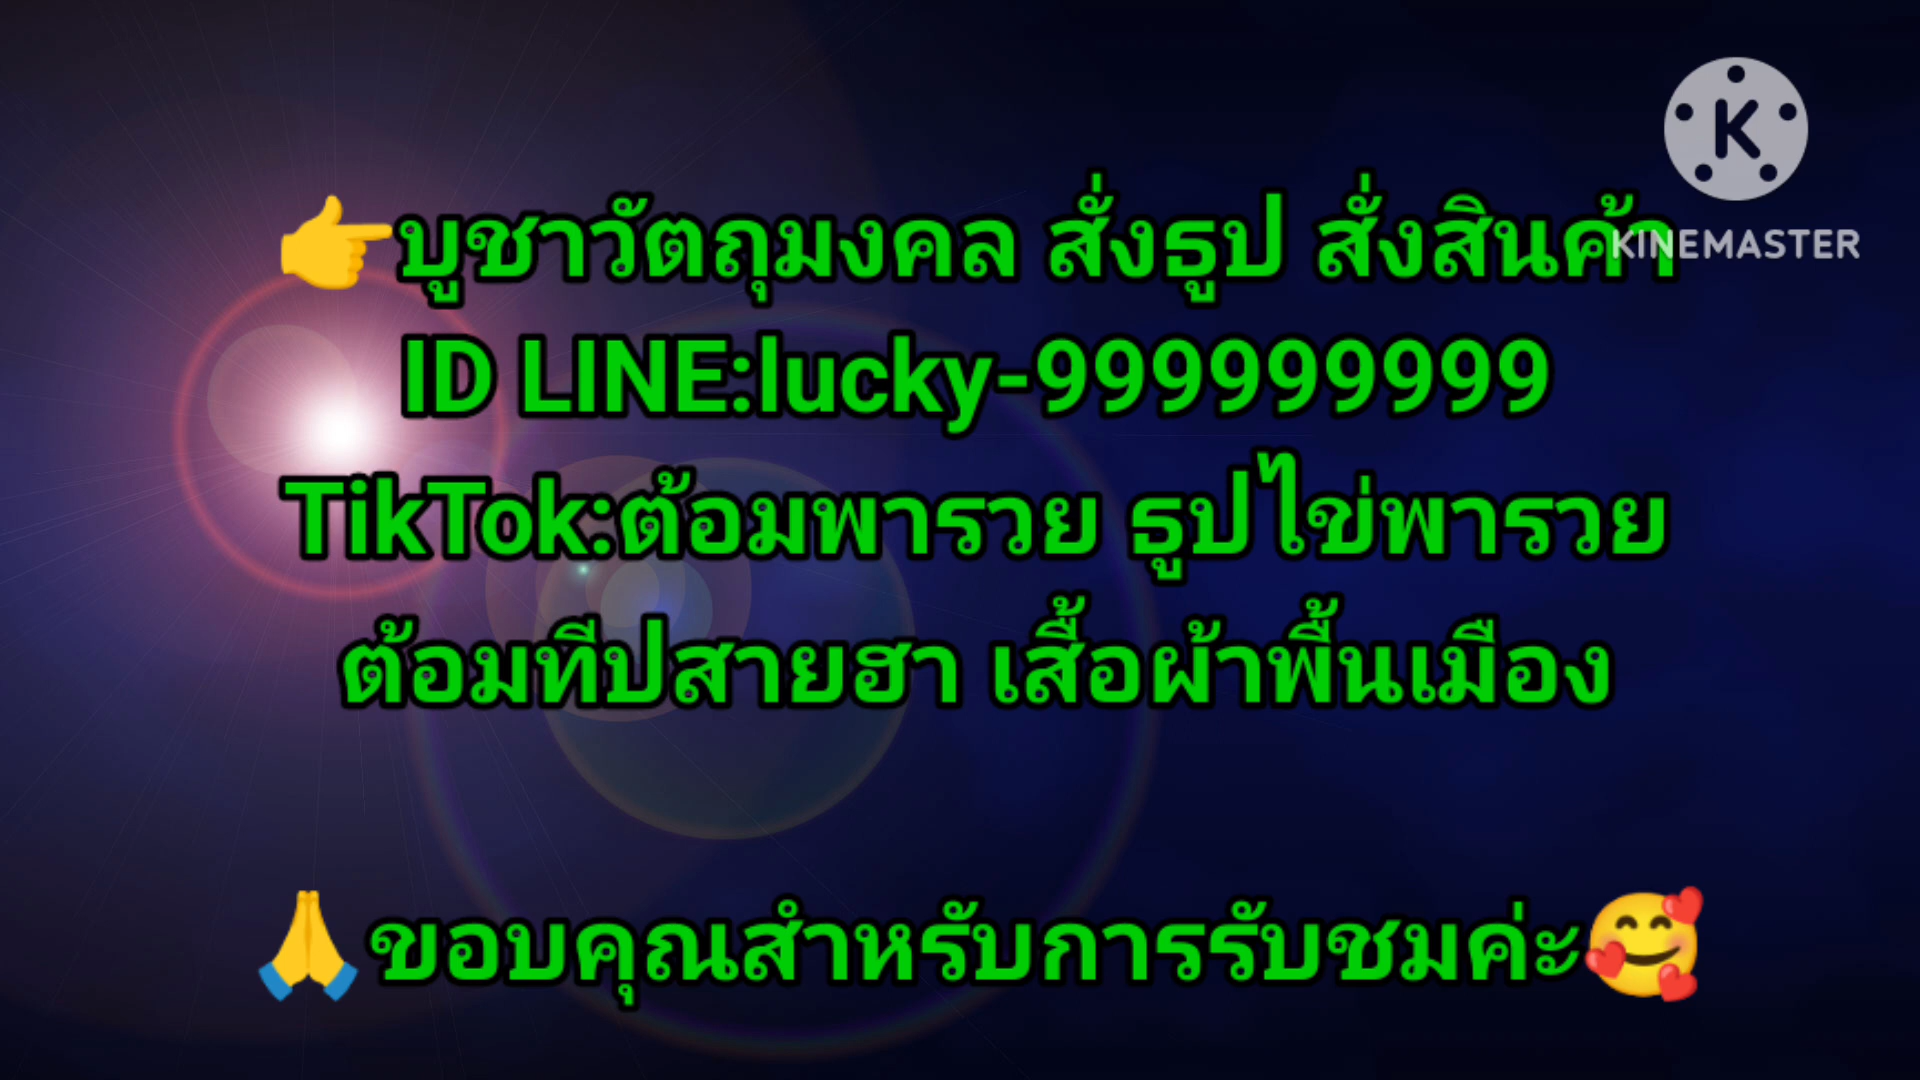 👉บูชาวัตถุมงคล สั่งธูป สั่งสินค้า
KINEMASTER
ID LINE:lucky-999999999
TikTok:ต้อมพารวย ธูปไข่พารวย
ต้อมทีปสายฮา เสื้อผ้าพื้นเมือง
🙏ขอบคุณสำหรับการรับชมค่ะ🥰